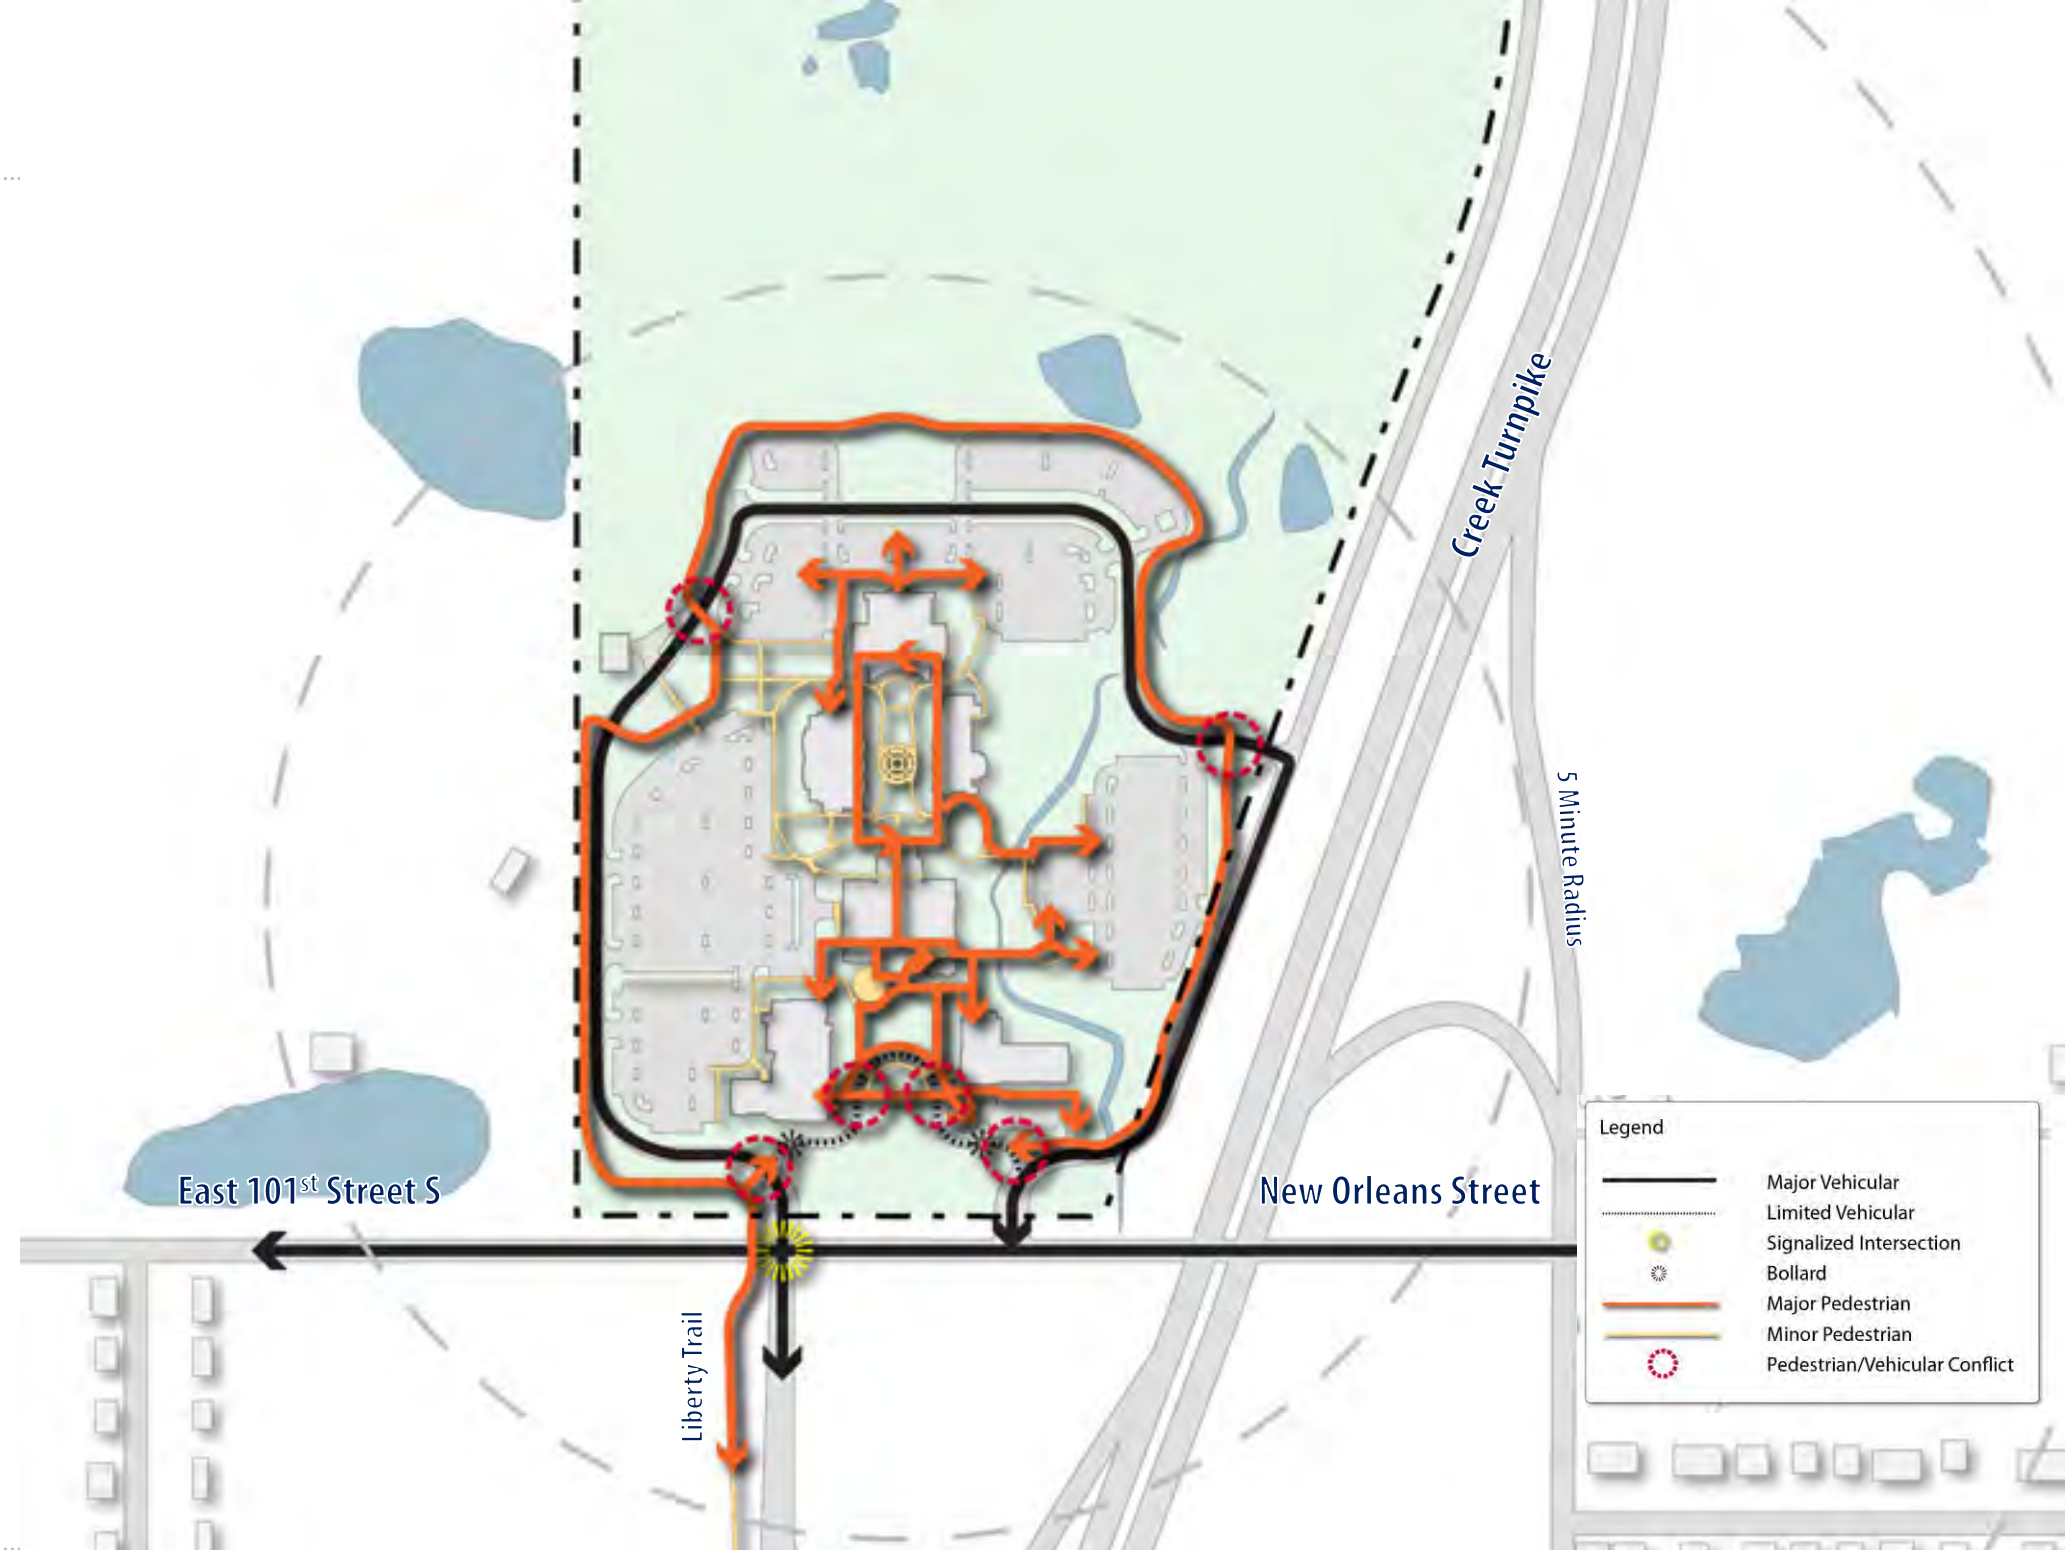 Creek Turnpike
5 Minute Radius
East 101st Street S
New Orleans Street
Liberty Trail
Legend
Major Vehicular
Limited Vehicular
Signalized Intersection
Bollard
Major Pedestrian
Minor Pedestrian
Pedestrian/Vehicular Conflict